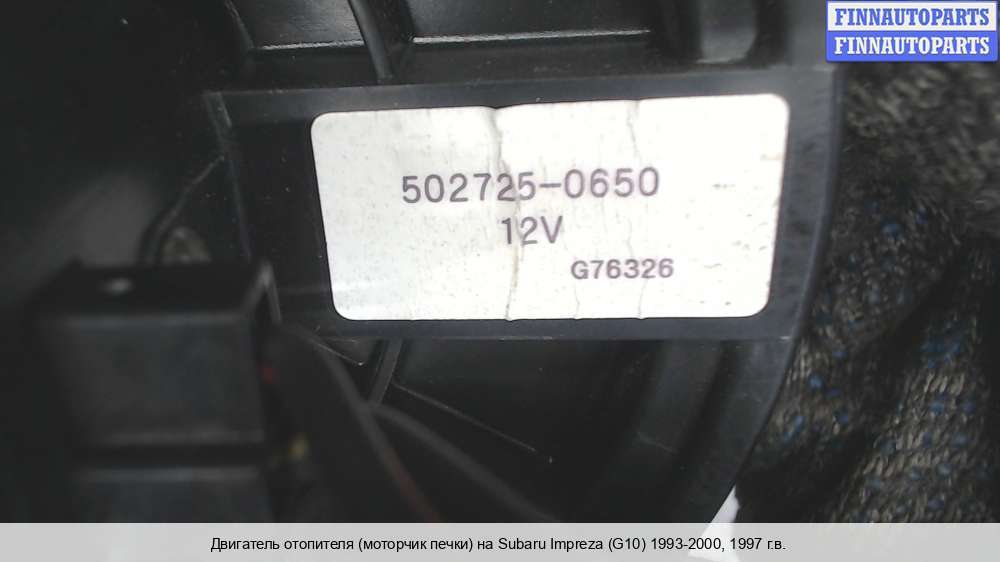 FINNAUTOPARTS
FINNAUTOPARTS
502725-0650
12V
G76326
Двигатель отопителя (моторчик печки) на Subaru Impreza (G10) 1993-2000, 1997 г.в.